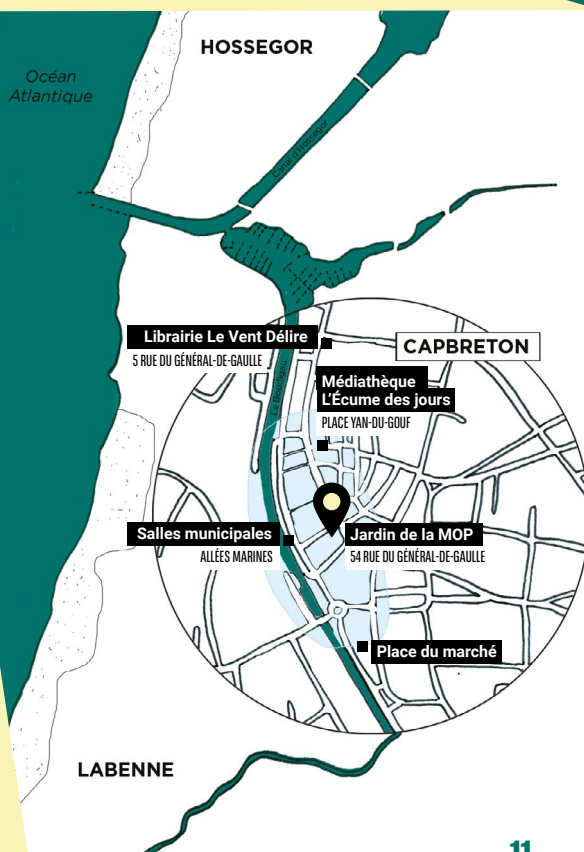 HOSSEGOR
Océan
Atlantique
Canal d'Hossegor
Librairie Le Vent Délire
5 RUE DU GÉNÉRAL-DE-GAULLE
CAPBRETON
Le Boudigau
Médiathèque
L'Écume des jours
PLACE YAN-DU-GOUF
Salles municipales
ALLÉES MARINES
Jardin de la MOP
54 RUE DU GÉNÉRAL-DE-GAULLE
Place du marché
LABENNE
11